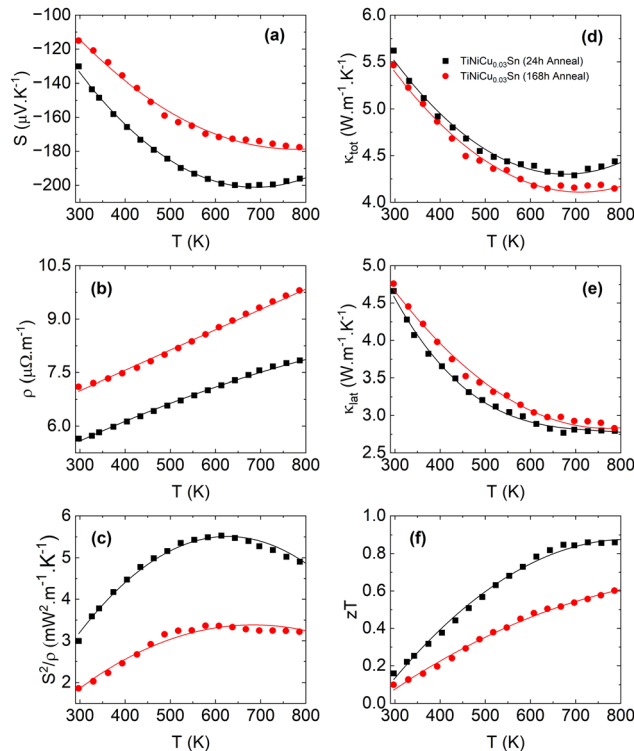 −100
−120
−140
−160
−180
−200
S (μV.K⁻¹)
(a)
300 400 500 600 700 800
T (K)
6.0
5.5
5.0
4.5
4.0
κtot (W.m⁻¹.K⁻¹)
(d)
TiNiCu₀.₀₃Sn (24h Anneal)
TiNiCu₀.₀₃Sn (168h Anneal)
300 400 500 600 700 800
T (K)
10.5
9.0
7.5
6.0
ρ (μΩ.m⁻¹)
(b)
300 400 500 600 700 800
T (K)
5.0
4.5
4.0
3.5
3.0
2.5
κlat (W.m⁻¹.K⁻¹)
(e)
300 400 500 600 700 800
T (K)
6
5
4
3
2
S²/ρ (mW².m⁻¹.K⁻¹)
(c)
300 400 500 600 700 800
T (K)
1.0
0.8
0.6
0.4
0.2
0.0
zT
(f)
300 400 500 600 700 800
T (K)